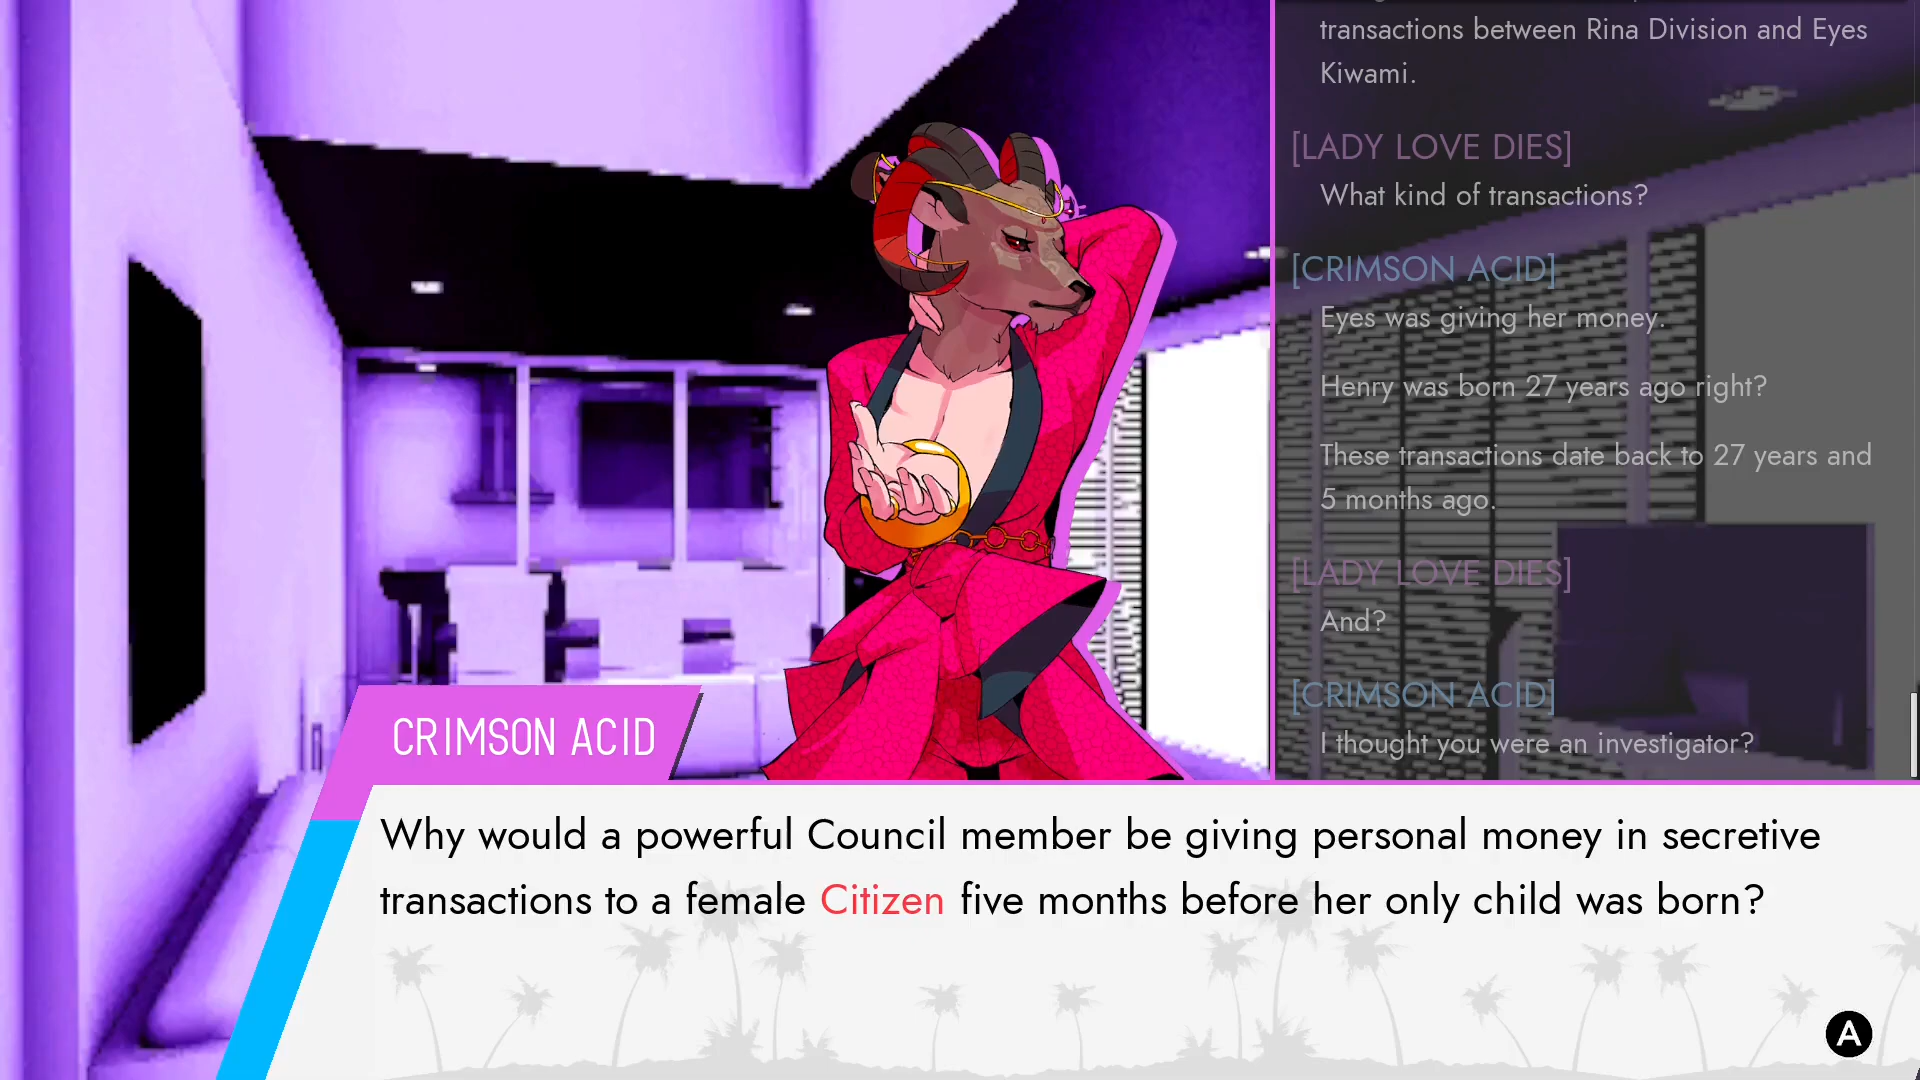 transactions between Rina Division and Eyes
Kiwami.
[LADY LOVE DIES]
What kind of transactions?
[CRIMSON ACID]
Eyes was giving her money.
Henry was born 27 years ago right?
These transactions date back to 27 years and
5 months ago.
[LADY LOVE DIES]
And?
[CRIMSON ACID]
I thought you were an investigator?
CRIMSON ACID
Why would a powerful Council member be giving personal money in secretive
transactions to a female Citizen five months before her only child was born?
A